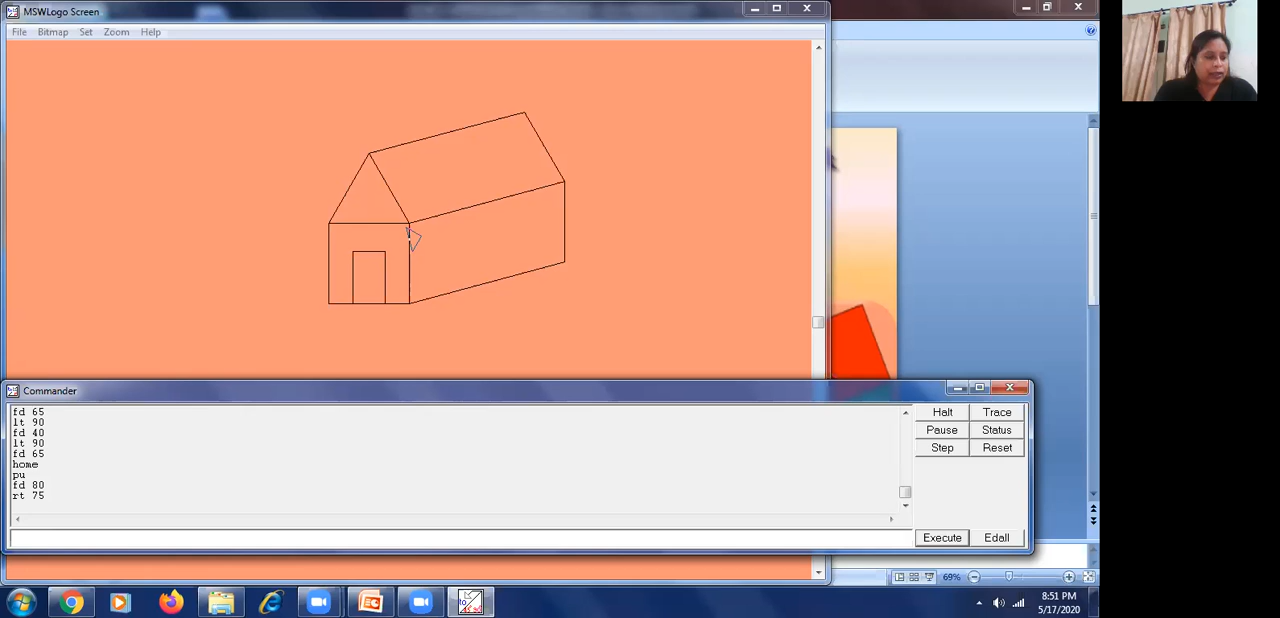 MSWLogo Screen
File Bitmap Set Zoom Help
Commander
fd 65
lt 90
fd 40
lt 90
fd 65
home
pu
fd 80
rt 75
Halt Trace
Pause Status
Step Reset
Execute Edall
69%
8:51 PM
5/17/2020